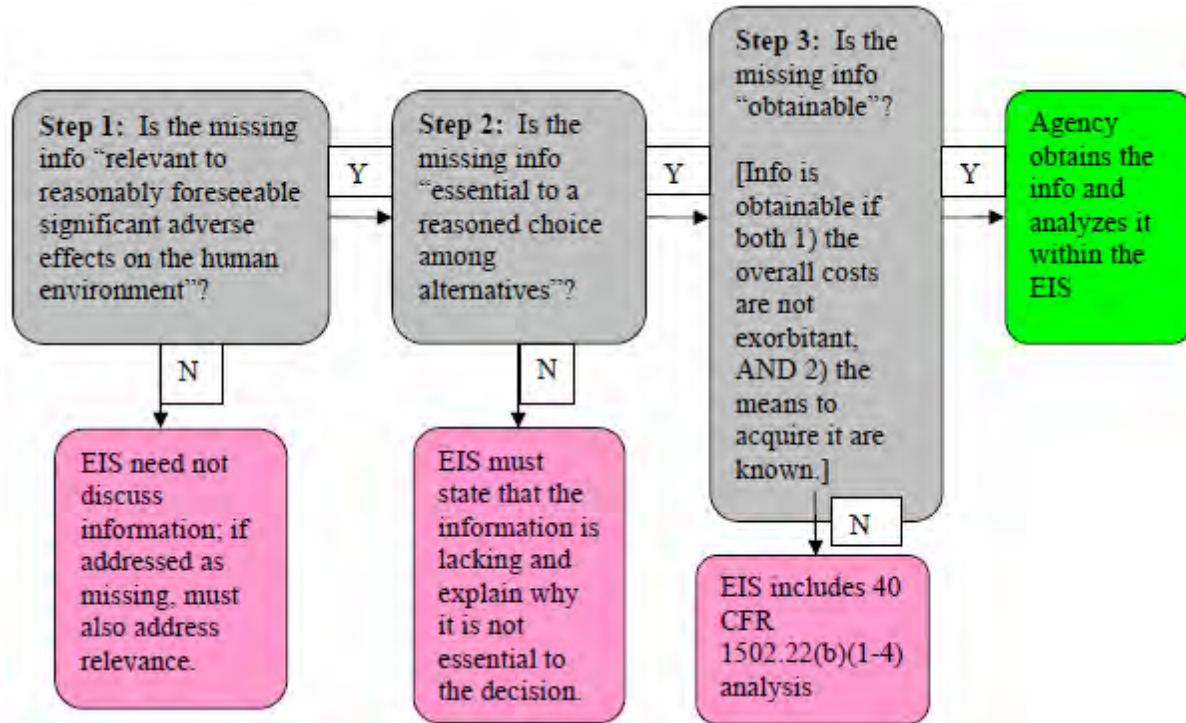 Step 1: Is the missing
info “relevant to
reasonably foreseeable
significant adverse
effects on the human
environment”?
Y
N
EIS need not
discuss
information; if
addressed as
missing, must
also address
relevance.
Step 2: Is the
missing info
“essential to a
reasoned choice
among
alternatives”?
Y
N
EIS must
state that the
information is
lacking and
explain why
it is not
essential to
the decision.
Step 3: Is the
missing info
“obtainable”?
[Info is
obtainable if
both 1) the
overall costs
are not
exorbitant,
AND 2) the
means to
acquire it are
known.]
Y
N
EIS includes 40
CFR
1502.22(b)(1-4)
analysis
Agency
obtains the
info and
analyzes it
within the
EIS